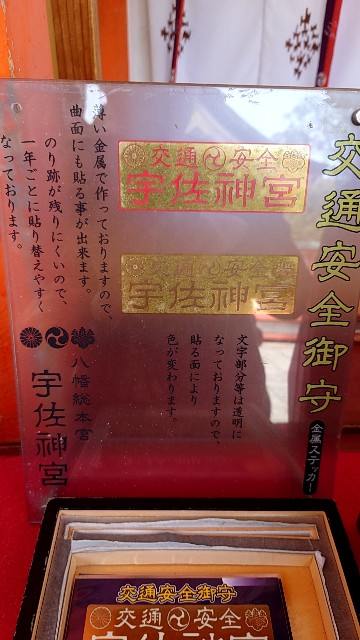 交通安全御守
金属ステッカー
交通安全
宇佐神宮
交通安全
宇佐神宮
文字部分等は透明に
なっておりますので、
貼る面により
色が変わります。
薄い金属で作っておりますので、
曲面にも貼る事が出来ます。
のり跡が残りにくいので、
一年ごとに貼り替えやすく
なっております。
八幡総本宮
宇佐神宮
交通安全御守
交通安全
宇佐神宮